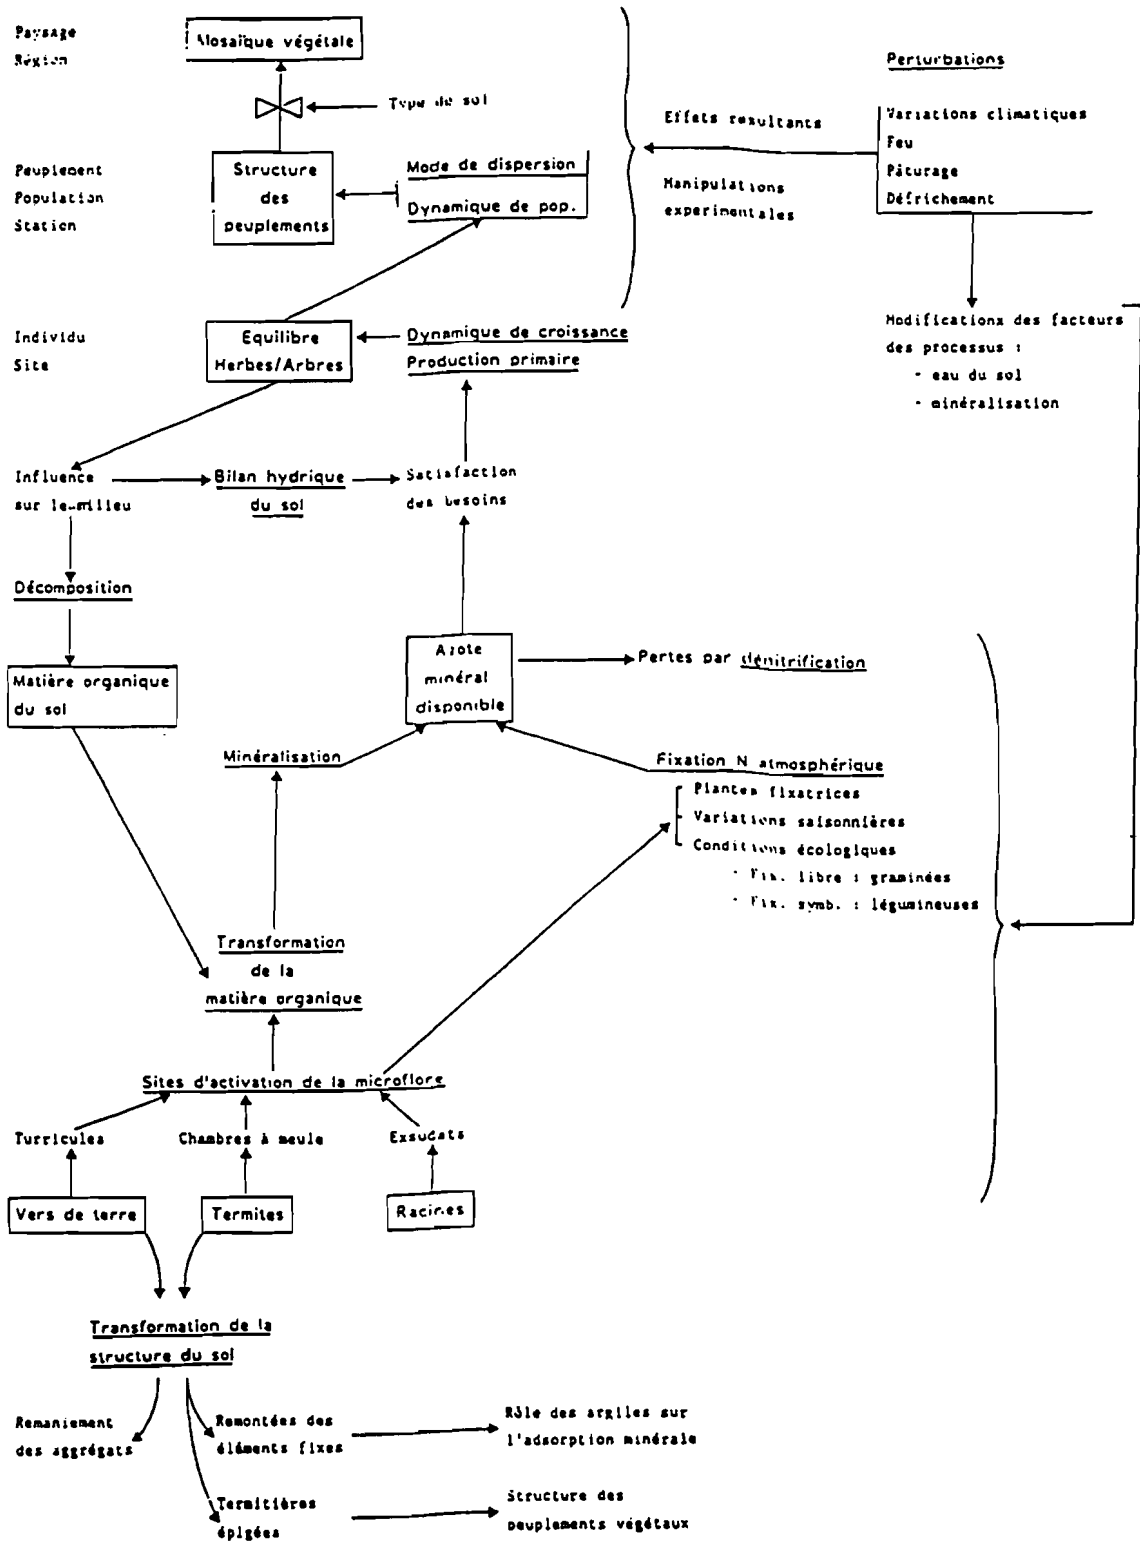 Paysage
Région
Mosaïque végétale
Type de sol
Peuplement
Population
Station
Structure
des
peuplements
Mode de dispersion
Dynamique de pop.
Effets resultants
Manipulations
experimentales
Perturbations
Variations climatiques
Feu
Pâturage
Défrichement
Individu
Site
Equilibre
Herbes/Arbres
Dynamique de croissance
Production primaire
Modificationx des facteurs
des processus :
- eau du sol
- minéralisation
Influence
sur le milieu
Bilan hydrique
du sol
Satisfaction
des besoins
Décomposition
Matière organique
du sol
Azote
minéral
disponible
Pertes par dénitrification
Minéralisation
Fixation N atmosphérique
Plantes fixatrices
Variations saisonnières
Conditions écologiques
- Fix. libre : graminées
- Fix. symb. : légumineuses
Transformation
de la
matière organique
Sites d'activation de la microflore
Turricules
Chambres à meule
Exsudats
Vers de terre
Termites
Racines
Transformation de la
structure du sol
Remaniement
des aggrégats
Remontées des
éléments fixes
Rôle des argiles sur
l'adsorption minérale
Termitières
épigées
Structure des
peuplements végétaux